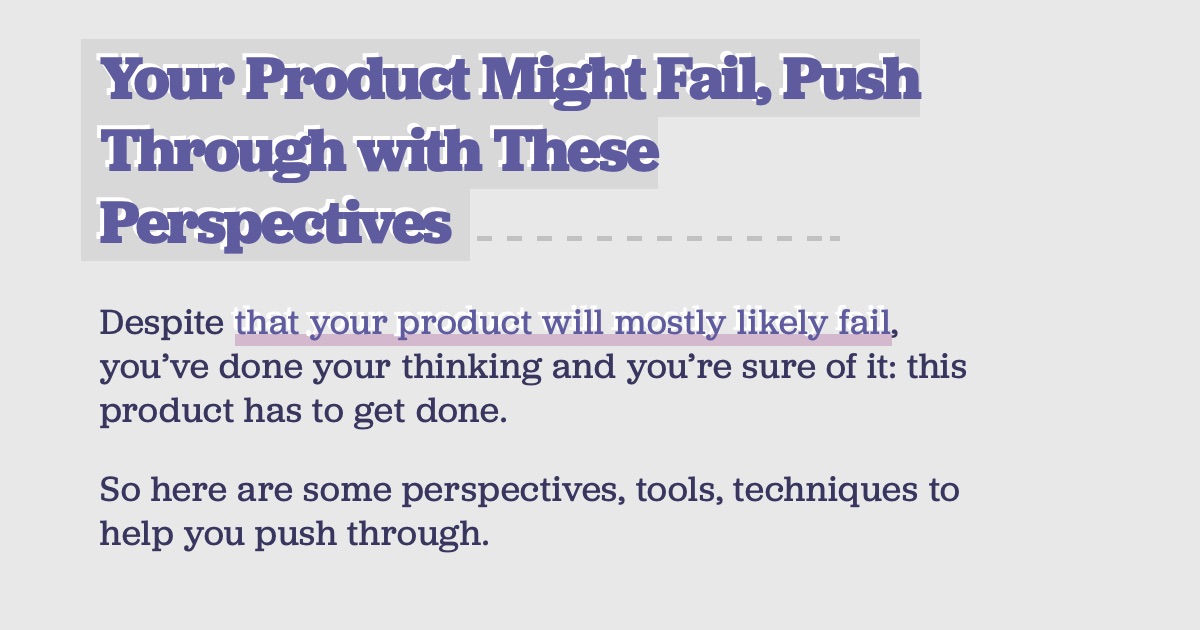 Your Product Might Fail, Push
Through with These
Perspectives
Despite that your product will mostly likely fail,
you’ve done your thinking and you’re sure of it: this
product has to get done.
So here are some perspectives, tools, techniques to
help you push through.